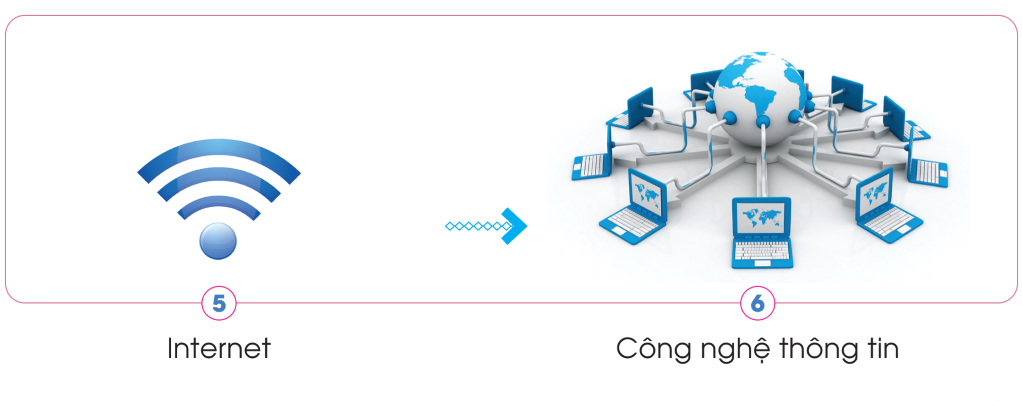 5
6
Internet
Công nghệ thông tin